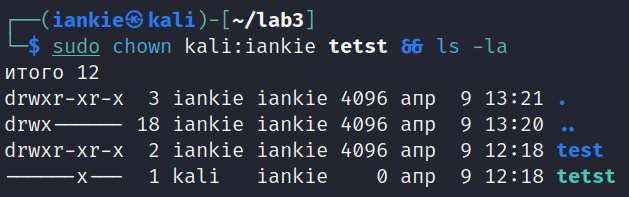 ┌──(iankie㉿kali)-[~/lab3]
└─$ sudo chown kali:iankie tetst && ls -la
итого 12
drwxr-xr-x  3 iankie iankie 4096 апр  9 13:21 .
drwx------ 18 iankie iankie 4096 апр  9 13:20 ..
drwxr-xr-x  2 iankie iankie 4096 апр  9 12:18 test
------x---  1 kali   iankie    0 апр  9 12:18 tetst